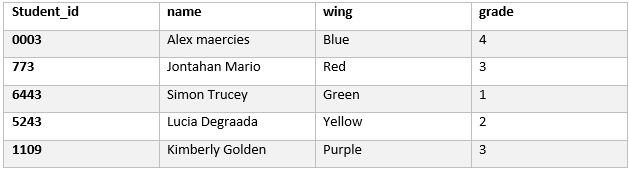 Student_id name wing grade
0003 Alex maercies Blue 4
773 Jontahan Mario Red 3
6443 Simon Trucey Green 1
5243 Lucia Degraada Yellow 2
1109 Kimberly Golden Purple 3